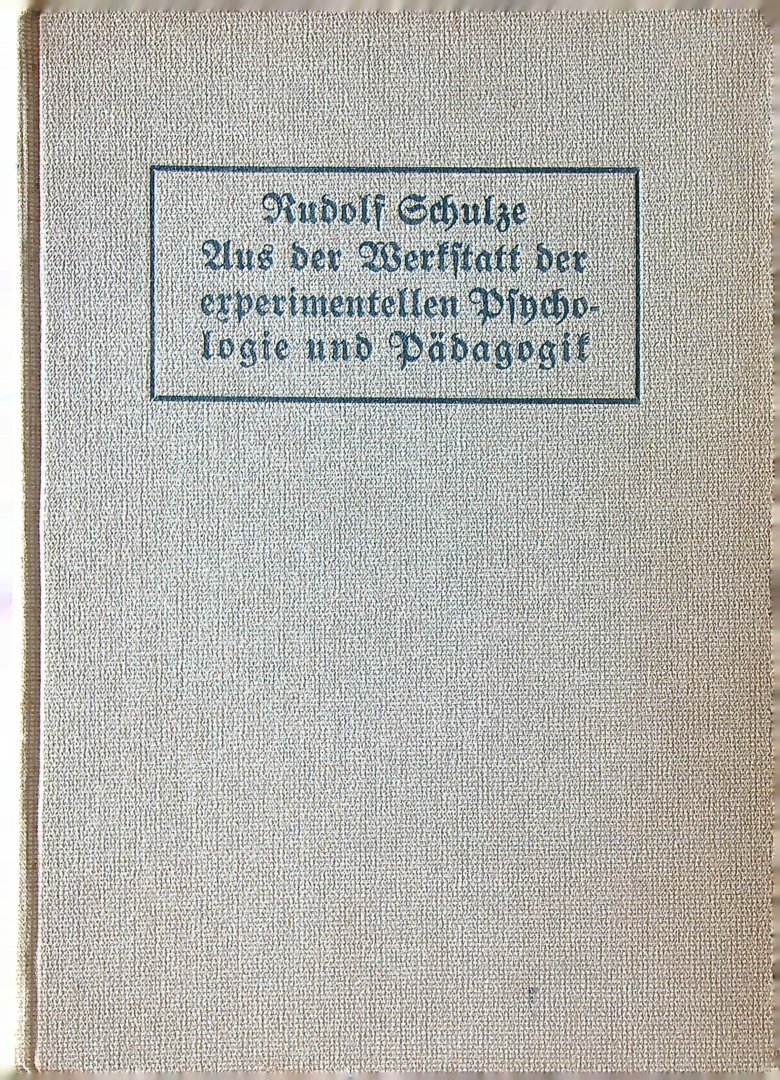 Rudolf Schulze
Aus der Werkſtatt der
experimentellen Pſycho-
logie und Pädagogik